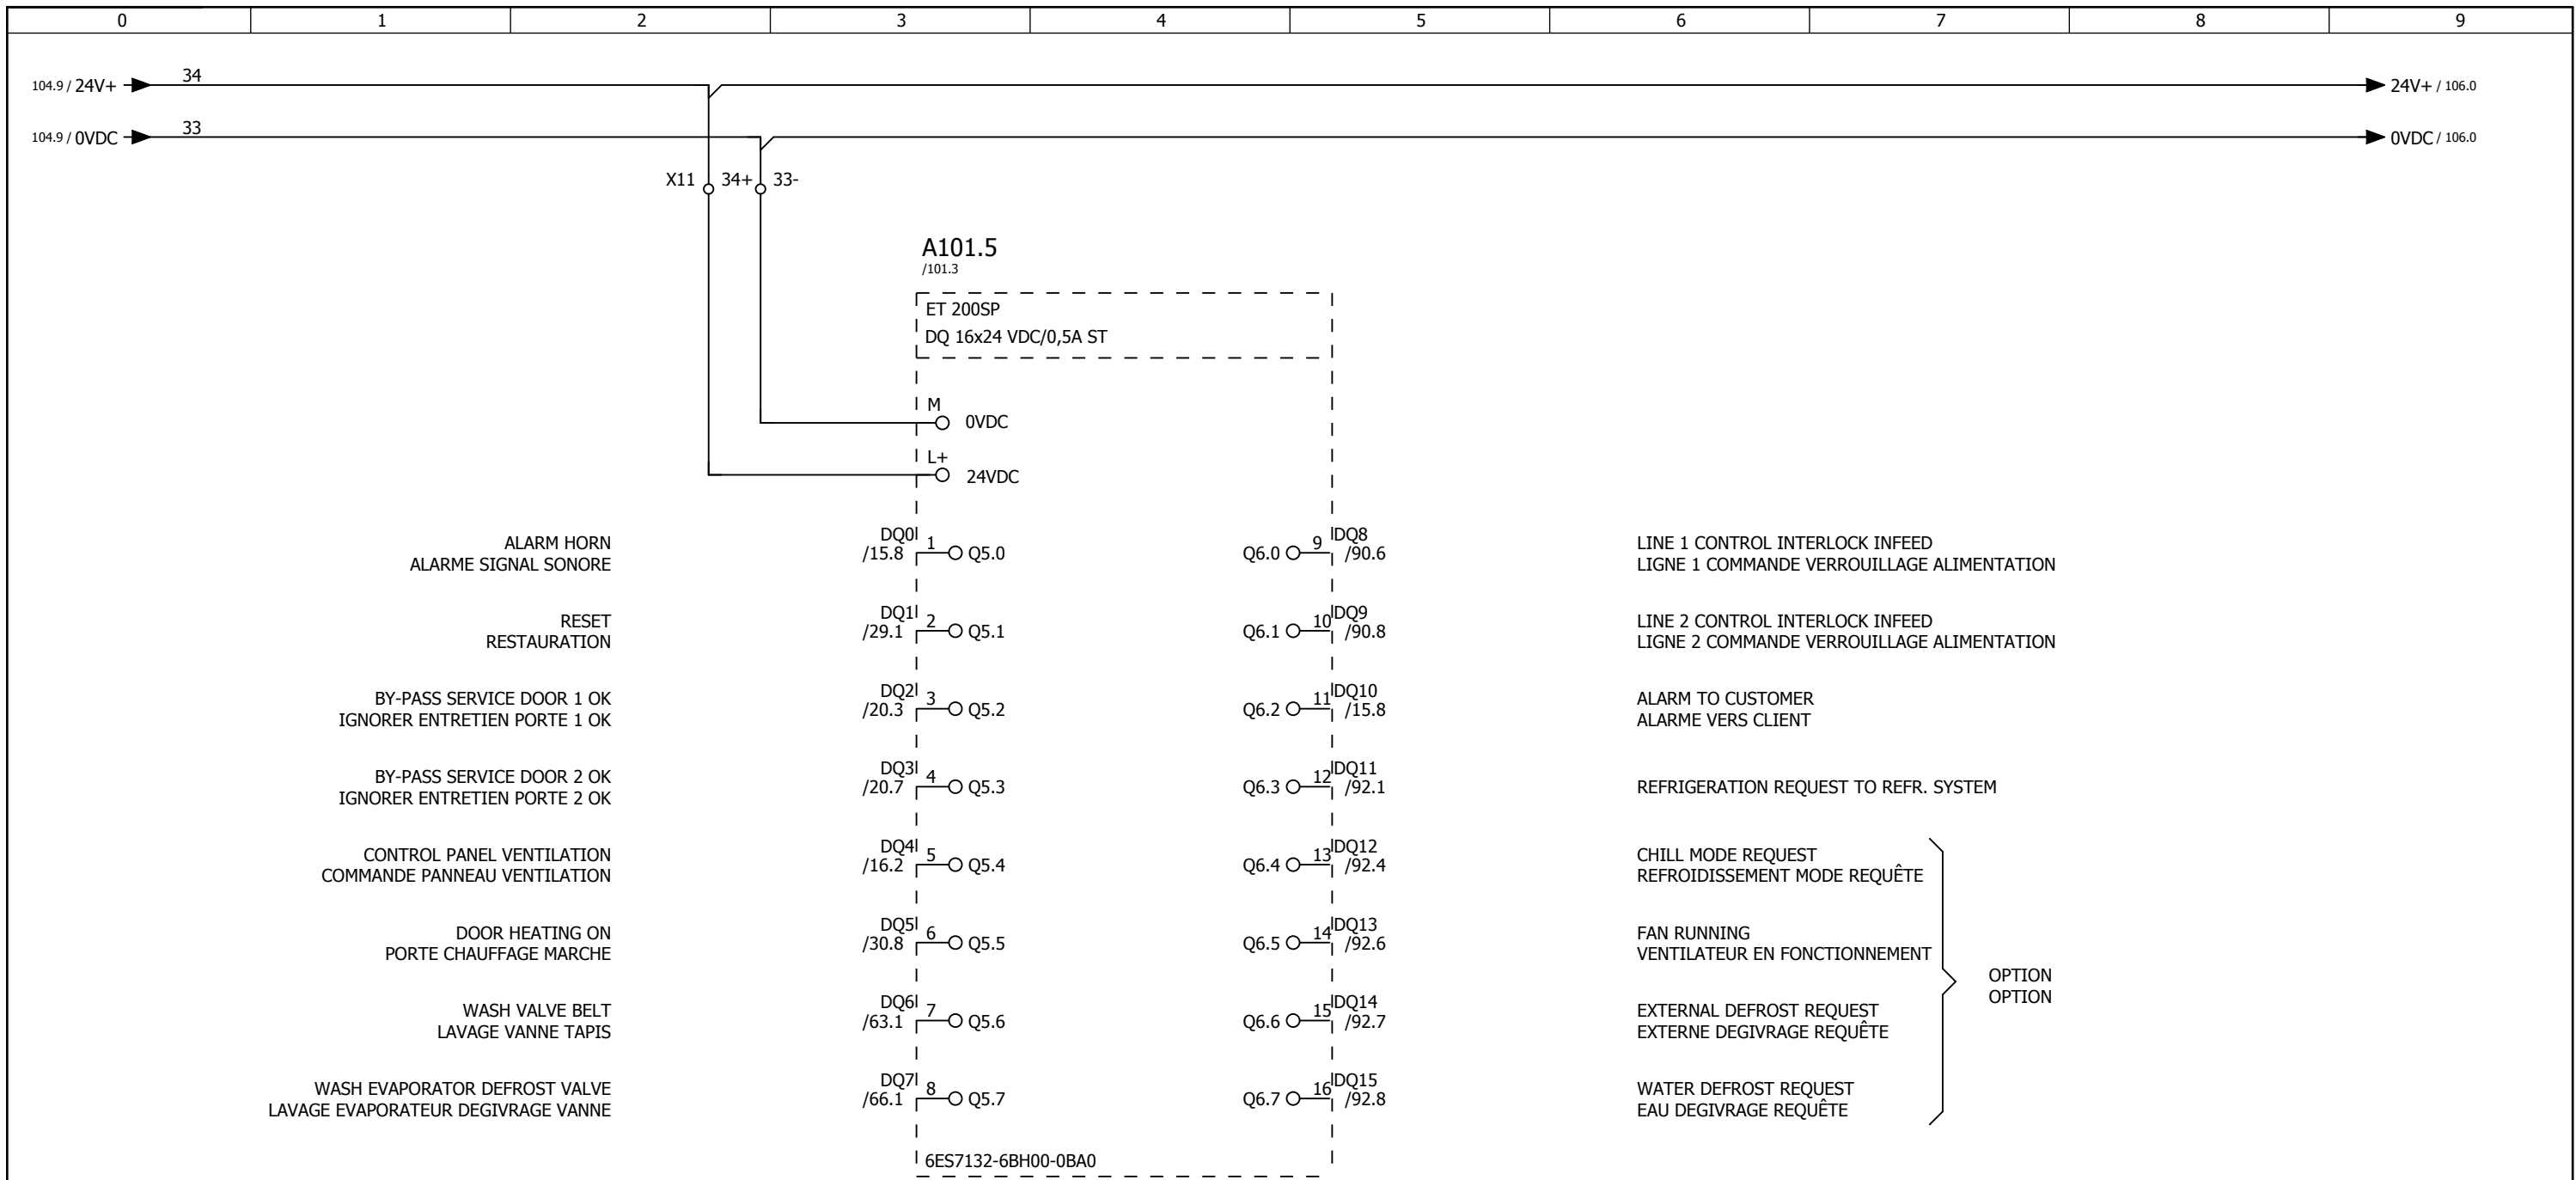 0 1 2 3 4 5 6 7 8 9
104.9 / 24V+ 34 24V+ / 106.0
104.9 / 0VDC 33 0VDC / 106.0
X11 34+ 33-
A101.5
/101.3
ET 200SP
DQ 16x24 VDC/0,5A ST
M
0VDC
L+
24VDC
ALARM HORN
ALARME SIGNAL SONORE
DQ0
/15.8 1 Q5.0
RESET
RESTAURATION
DQ1
/29.1 2 Q5.1
BY-PASS SERVICE DOOR 1 OK
IGNORER ENTRETIEN PORTE 1 OK
DQ2
/20.3 3 Q5.2
BY-PASS SERVICE DOOR 2 OK
IGNORER ENTRETIEN PORTE 2 OK
DQ3
/20.7 4 Q5.3
CONTROL PANEL VENTILATION
COMMANDE PANNEAU VENTILATION
DQ4
/16.2 5 Q5.4
DOOR HEATING ON
PORTE CHAUFFAGE MARCHE
DQ5
/30.8 6 Q5.5
WASH VALVE BELT
LAVAGE VANNE TAPIS
DQ6
/63.1 7 Q5.6
WASH EVAPORATOR DEFROST VALVE
LAVAGE EVAPORATEUR DEGIVRAGE VANNE
DQ7
/66.1 8 Q5.7
DQ8
Q6.0 9 /90.6
LINE 1 CONTROL INTERLOCK INFEED
LIGNE 1 COMMANDE VERROUILLAGE ALIMENTATION
DQ9
Q6.1 10 /90.8
LINE 2 CONTROL INTERLOCK INFEED
LIGNE 2 COMMANDE VERROUILLAGE ALIMENTATION
DQ10
Q6.2 11 /15.8
ALARM TO CUSTOMER
ALARME VERS CLIENT
DQ11
Q6.3 12 /92.1
REFRIGERATION REQUEST TO REFR. SYSTEM
DQ12
Q6.4 13 /92.4
CHILL MODE REQUEST
REFROIDISSEMENT MODE REQUÊTE
DQ13
Q6.5 14 /92.6
FAN RUNNING
VENTILATEUR EN FONCTIONNEMENT
DQ14
Q6.6 15 /92.7
EXTERNAL DEFROST REQUEST
EXTERNE DEGIVRAGE REQUÊTE
DQ15
Q6.7 16 /92.8
WATER DEFROST REQUEST
EAU DEGIVRAGE REQUÊTE
OPTION
OPTION
6ES7132-6BH00-0BA0